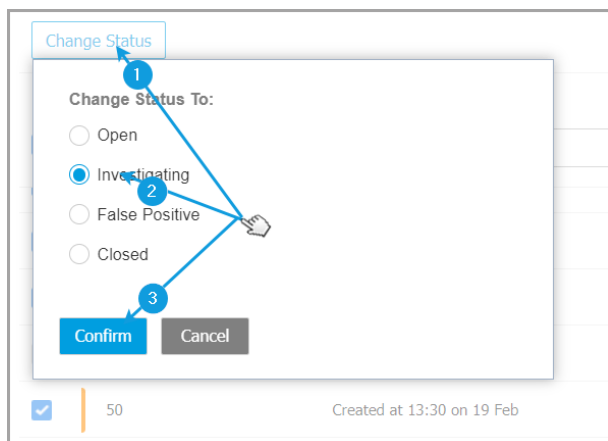 Change Status
1
Change Status To:
Open
Investigating
2
False Positive
Closed
3
Confirm Cancel
50 Created at 13:30 on 19 Feb